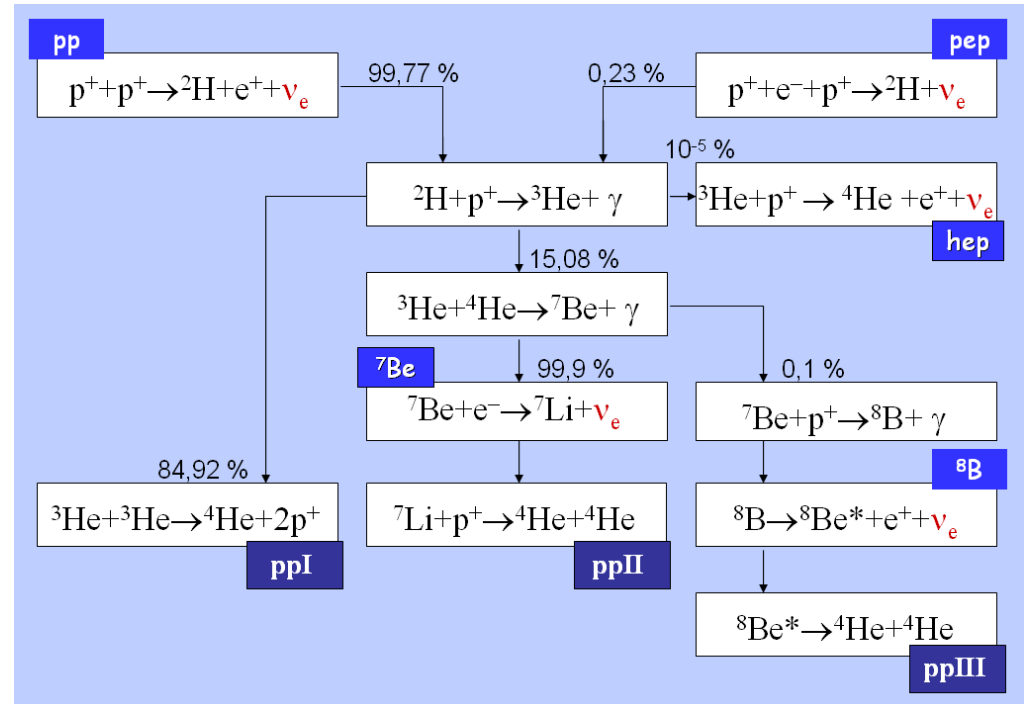 pp
pep
p⁺+p⁺→²H+e⁺+νₑ
99,77 %
0,23 %
p⁺+e⁻+p⁺→²H+νₑ
10⁻⁵ %
²H+p⁺→³He+ γ
³He+p⁺ → ⁴He +e⁺+νₑ
hep
15,08 %
³He+⁴He→⁷Be+ γ
⁷Be
99,9 %
0,1 %
⁷Be+e⁻→⁷Li+νₑ
⁷Be+p⁺→⁸B+ γ
84,92 %
⁸B
³He+³He→⁴He+2p⁺
⁷Li+p⁺→⁴He+⁴He
⁸B→⁸Be*+e⁺+νₑ
ppI
ppII
⁸Be*→⁴He+⁴He
ppIII